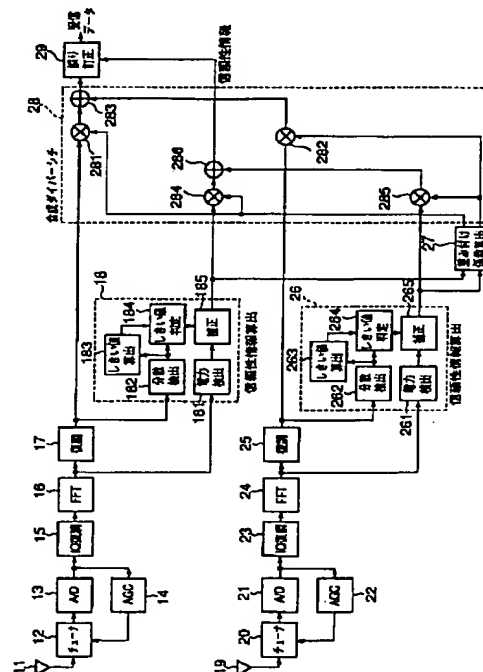 11
12
チューナ
13
A/D
14
AGC
15
IQ復調
16
FFT
17
復調
18
信頼性情報算出
181
電力検出
182
分散検出
183
しきい値算出
184
しきい値判定
185
補正
19
20
チューナ
21
A/D
22
AGC
23
IQ復調
24
FFT
25
復調
26
信頼性情報算出
261
電力検出
262
分散検出
263
しきい値算出
264
しきい値判定
265
補正
27
重み付け係数算出
28
合成ダイバーシチ
281
282
283
284
285
286
信頼性情報
29
誤り訂正
受信データ